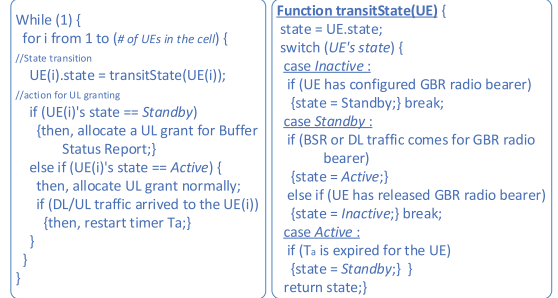 While (1) {
for i from 1 to (# of UEs in the cell) {
//State transition
UE(i).state = transitState(UE(i));
//action for UL granting
if (UE(i)'s state == Standby)
{then, allocate a UL grant for Buffer
Status Report;}
else if (UE(i)'s state == Active) {
then, allocate UL grant normally;
if (DL/UL traffic arrived to the UE(i))
{then, restart timer Ta;}
}
}
}
Function transitState(UE) {
state = UE.state;
switch (UE's state) {
case Inactive :
if (UE has configured GBR radio bearer)
{state = Standby;} break;
case Standby :
if (BSR or DL traffic comes for GBR radio
bearer)
{state = Active;}
else if (UE has released GBR radio bearer)
{state = Inactive;} break;
case Active :
if (Ta is expired for the UE)
{state = Standby;} }
return state;}